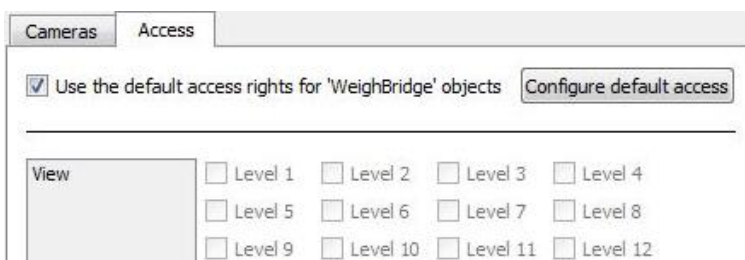 Cameras Access
Use the default access rights for 'WeighBridge' objects Configure default access
View Level 1 Level 2 Level 3 Level 4
Level 5 Level 6 Level 7 Level 8
Level 9 Level 10 Level 11 Level 12